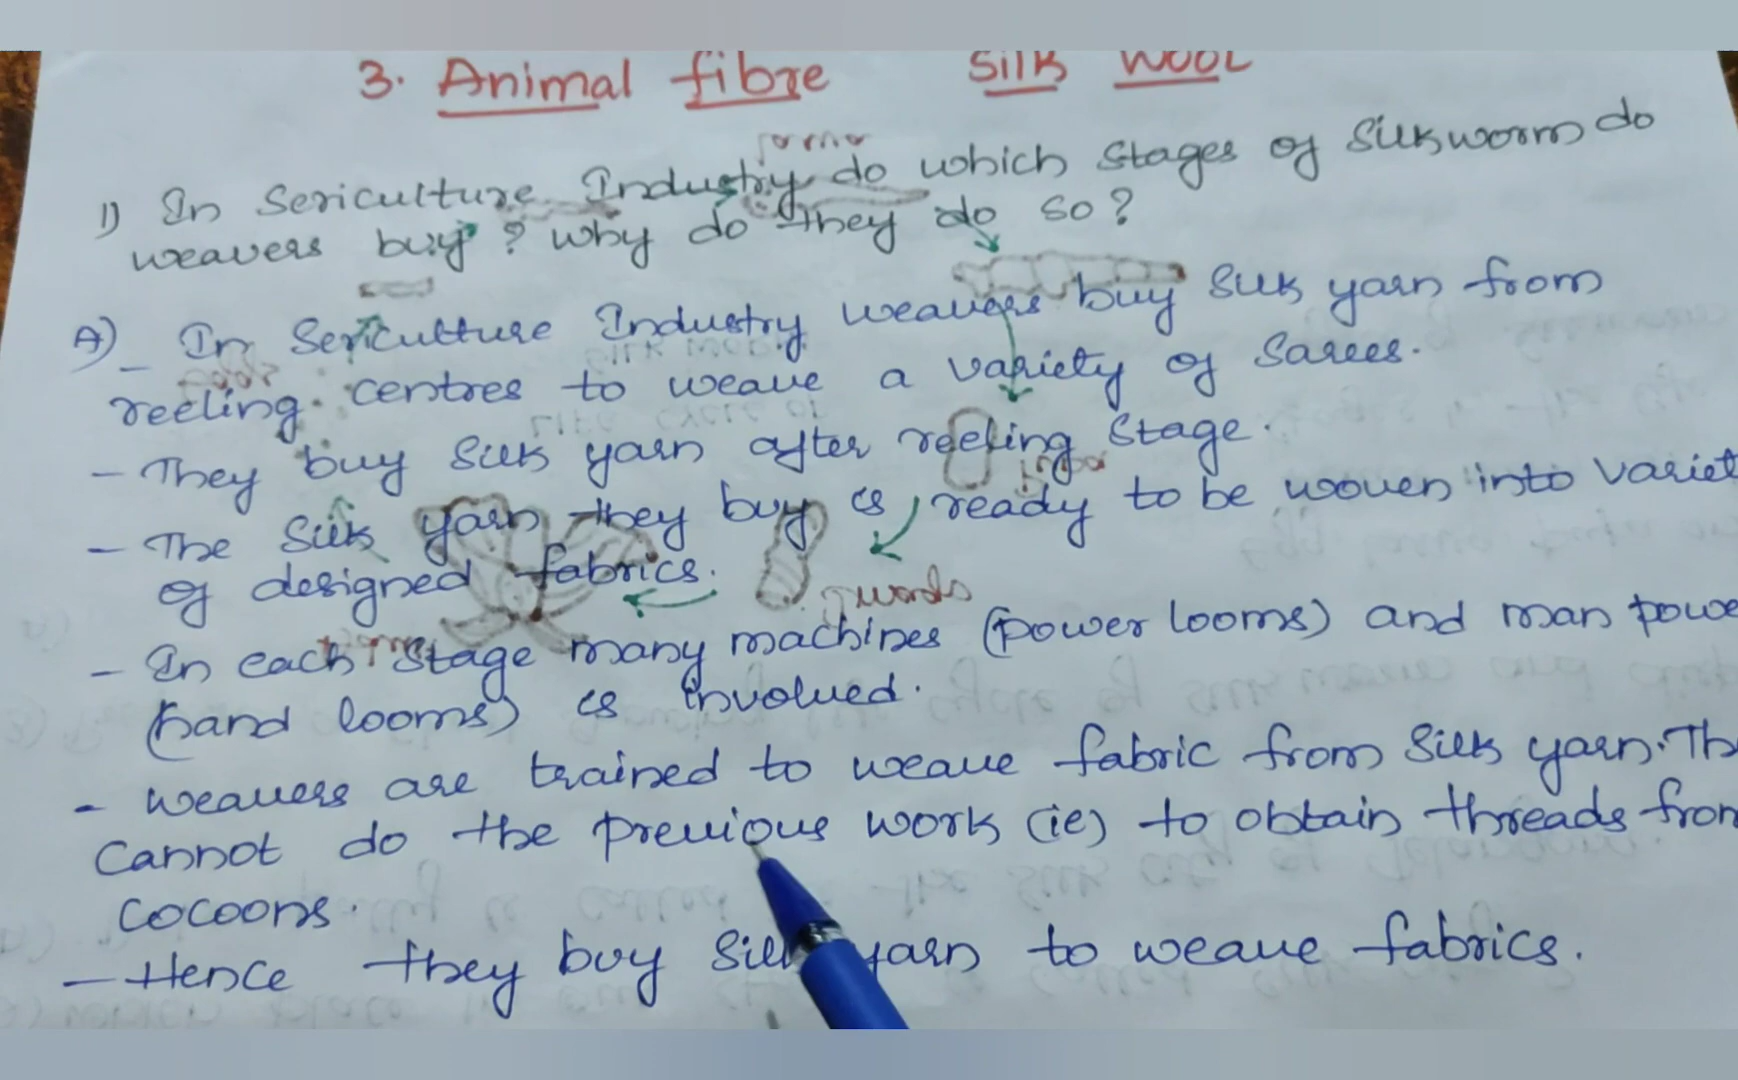 3. Animal fibre Silk Wool
1) In Sericulture Industry do which stages of Silkworm do
weavers buy? why do they do so?
A) - In Sericulture Industry weavers buy Silk yarn from
reeling centres to weave a variety of Sarees.
- They buy Silk yarn after reeling Stage.
- The Silk yarn they buy is ready to be woven into Variet
of designed fabrics.
- In each Stage many machines (power looms) and man powe
(hand looms) is involved.
- weavers are trained to weave fabric from Silk yarn. Th
Cannot do the previous work (ie) to obtain threads from
Cocoons.
- Hence they buy Silk yarn to weave fabrics.